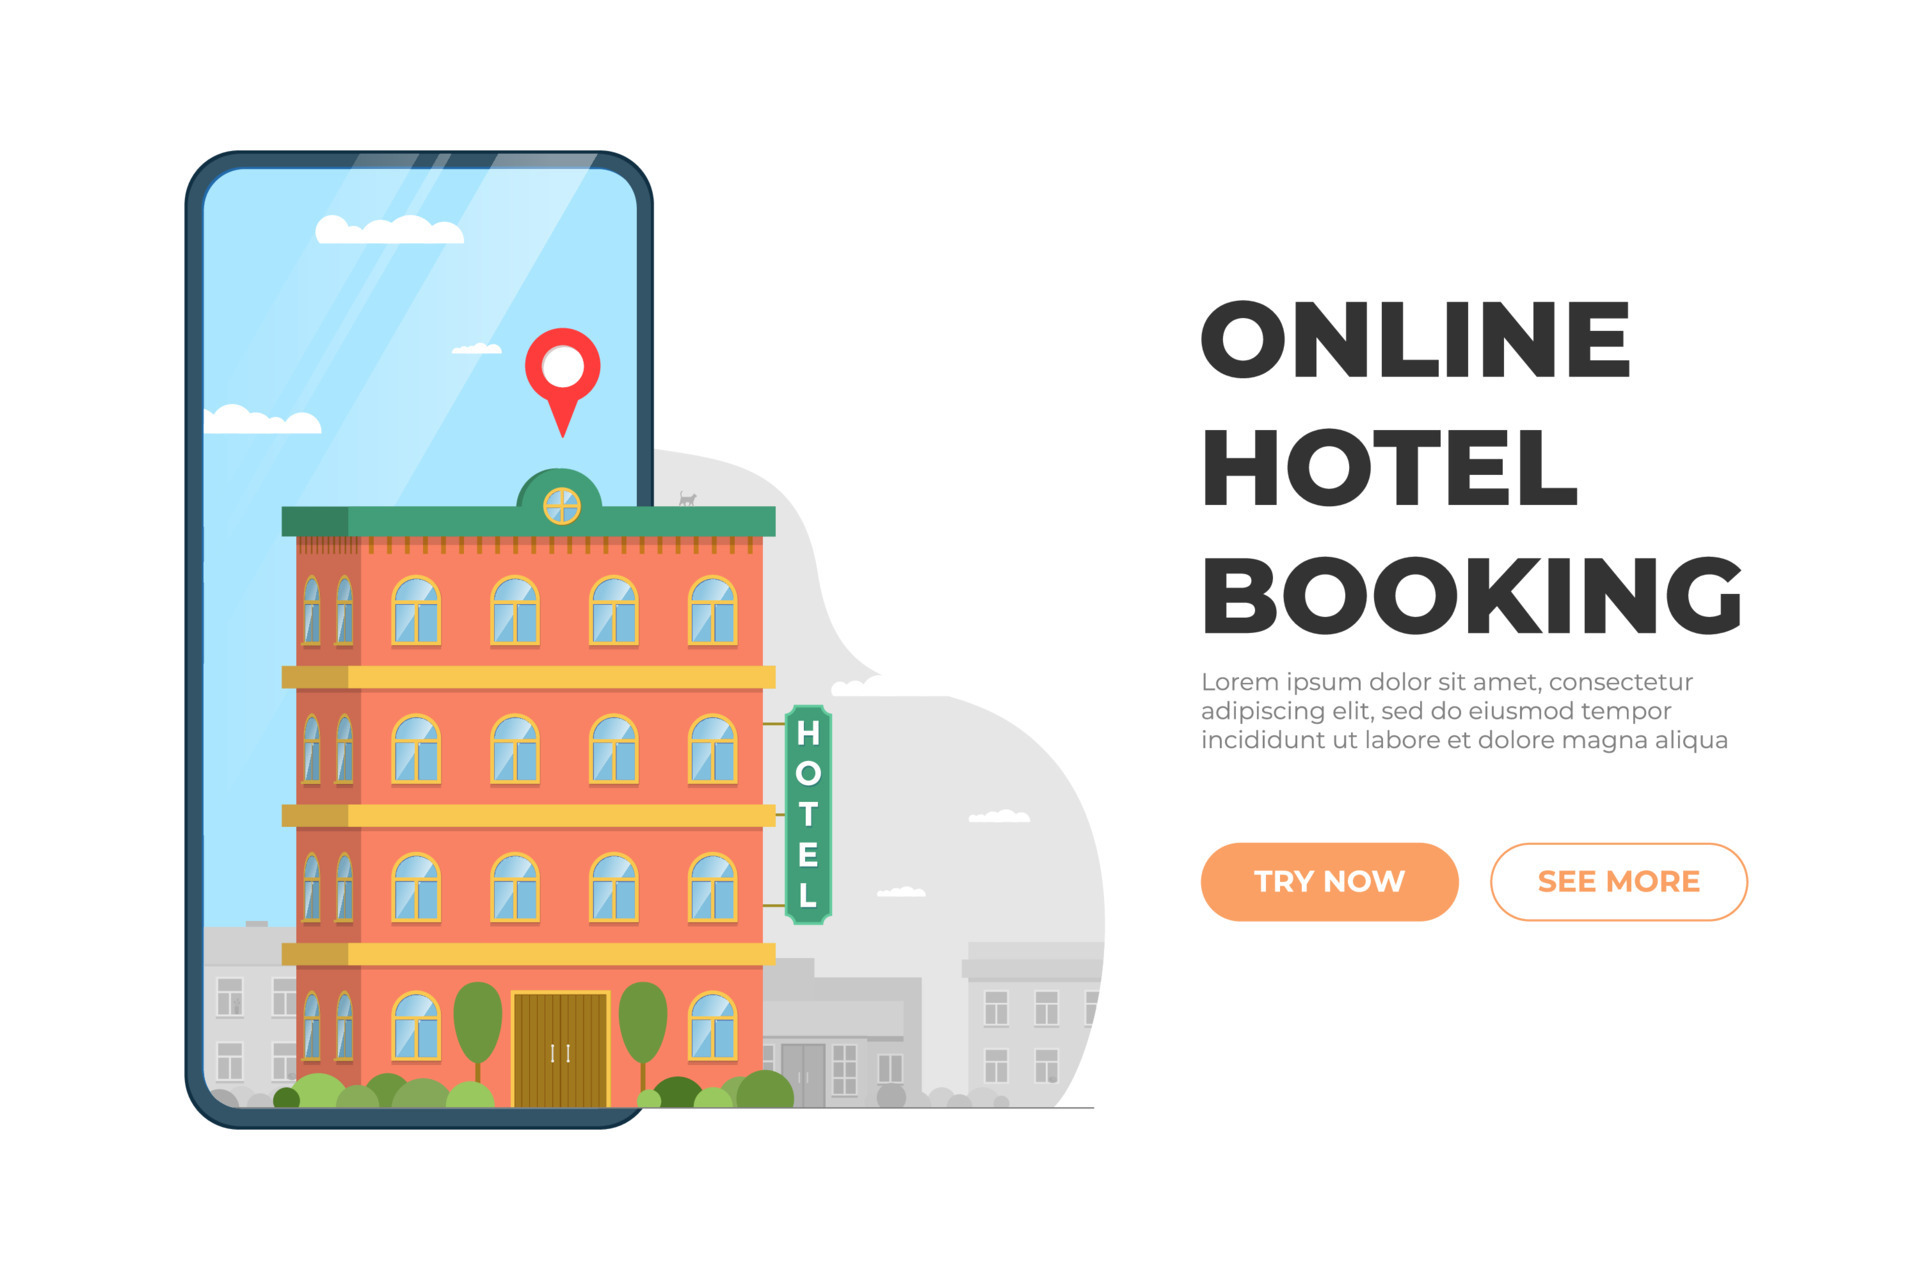 ONLINE
HOTEL
BOOKING
Lorem ipsum dolor sit amet, consectetur
adipiscing elit, sed do eiusmod tempor
incididunt ut labore et dolore magna aliqua
TRY NOW
SEE MORE
HOTEL